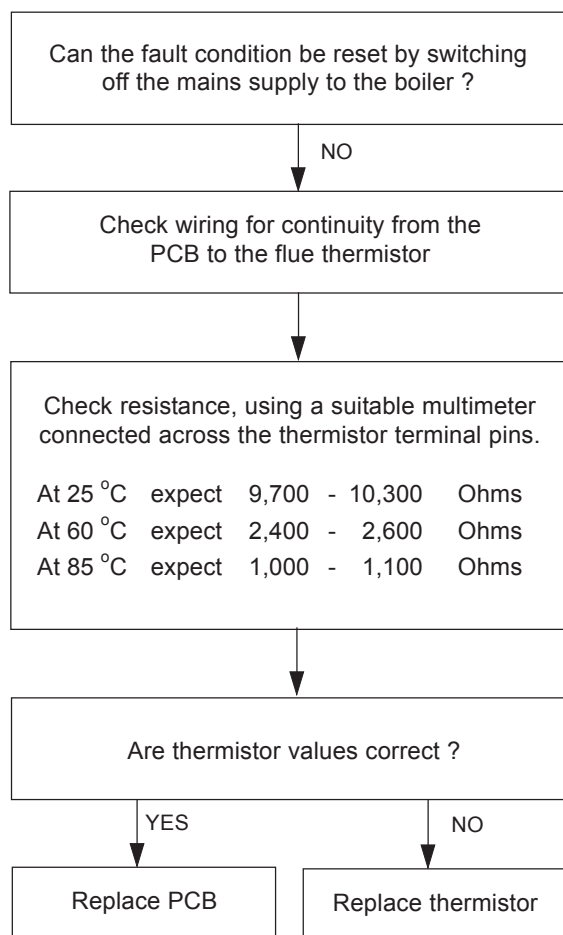 Can the fault condition be reset by switching
off the mains supply to the boiler ?
NO
Check wiring for continuity from the
PCB to the flue thermistor
Check resistance, using a suitable multimeter
connected across the thermistor terminal pins.
At 25 °C expect 9,700 - 10,300 Ohms
At 60 °C expect 2,400 - 2,600 Ohms
At 85 °C expect 1,000 - 1,100 Ohms
Are thermistor values correct ?
YES
NO
Replace PCB
Replace thermistor